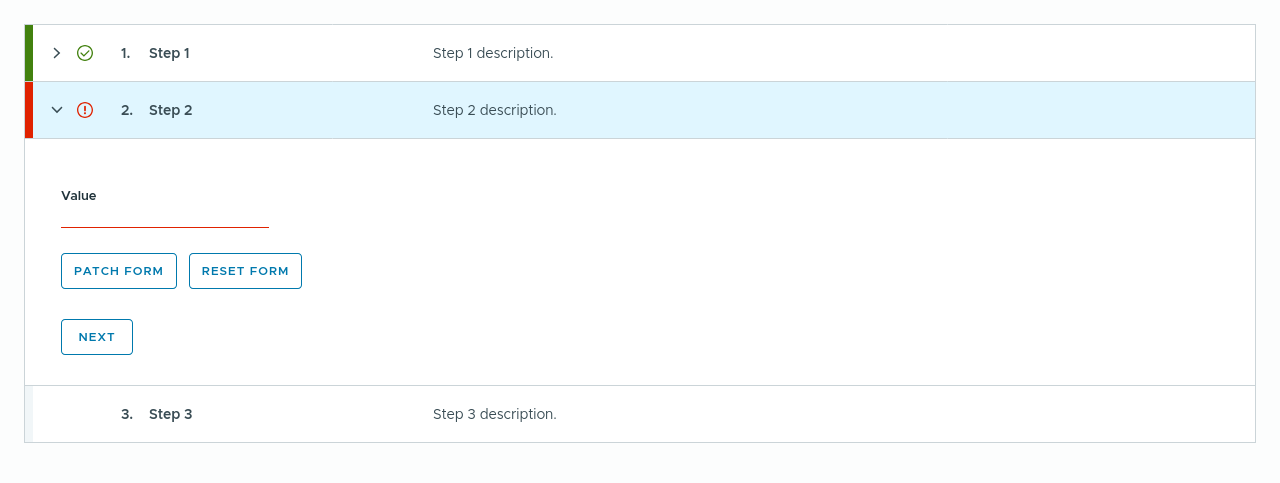 1. Step 1 Step 1 description.
2. Step 2 Step 2 description.
Value
PATCH FORM RESET FORM
NEXT
3. Step 3 Step 3 description.